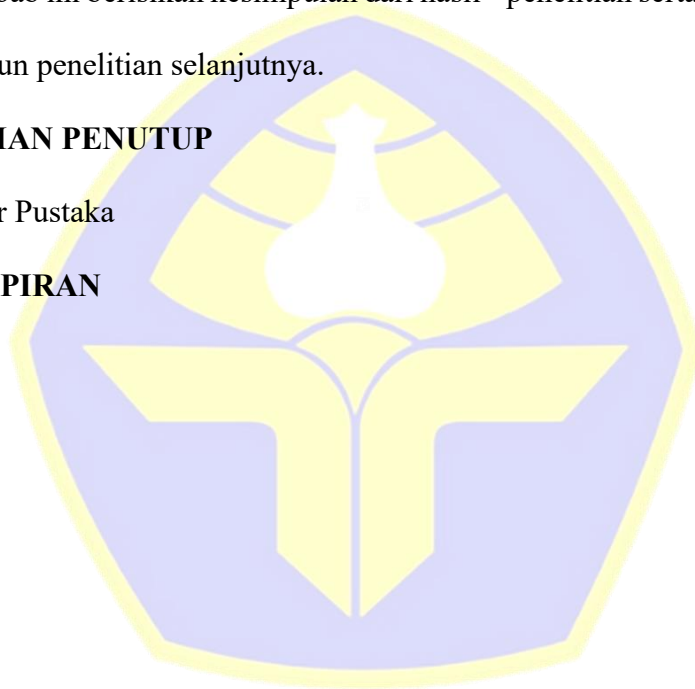 bab ini berisikan kesimpulan dari hasil - penelitian serta
un penelitian selanjutnya.
IAN PENUTUP
r Pustaka
PIRAN